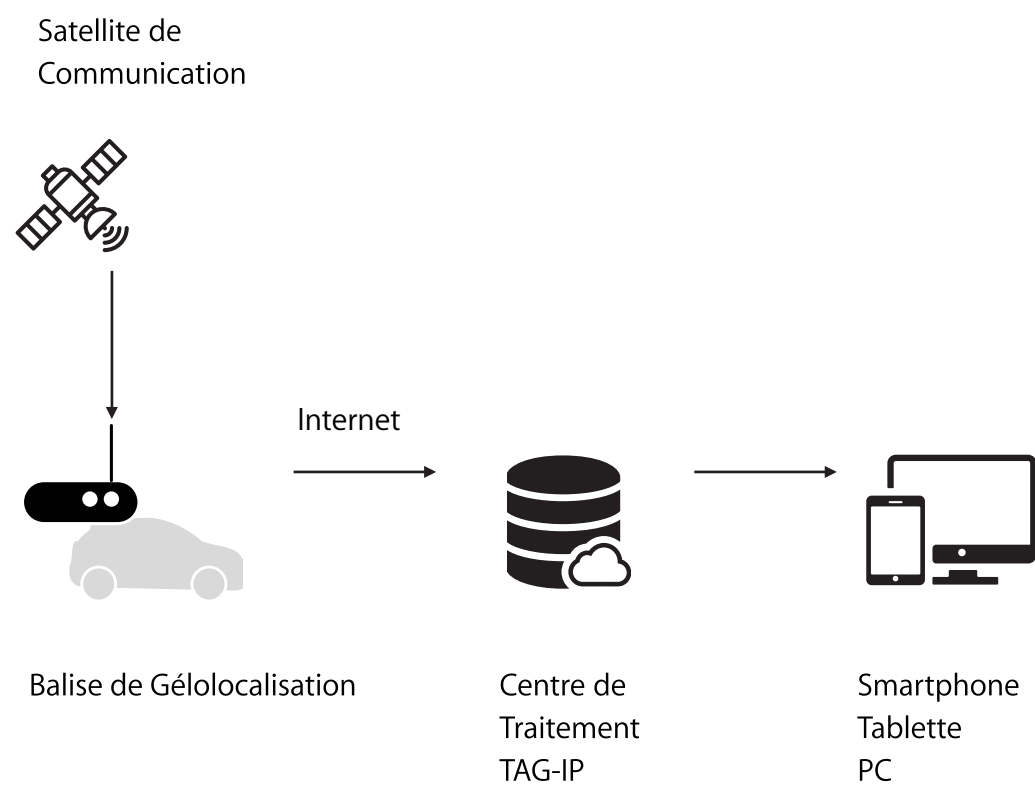 Satellite de
Communication
Internet
Balise de Gélolocalisation
Centre de
Traitement
TAG-IP
Smartphone
Tablette
PC